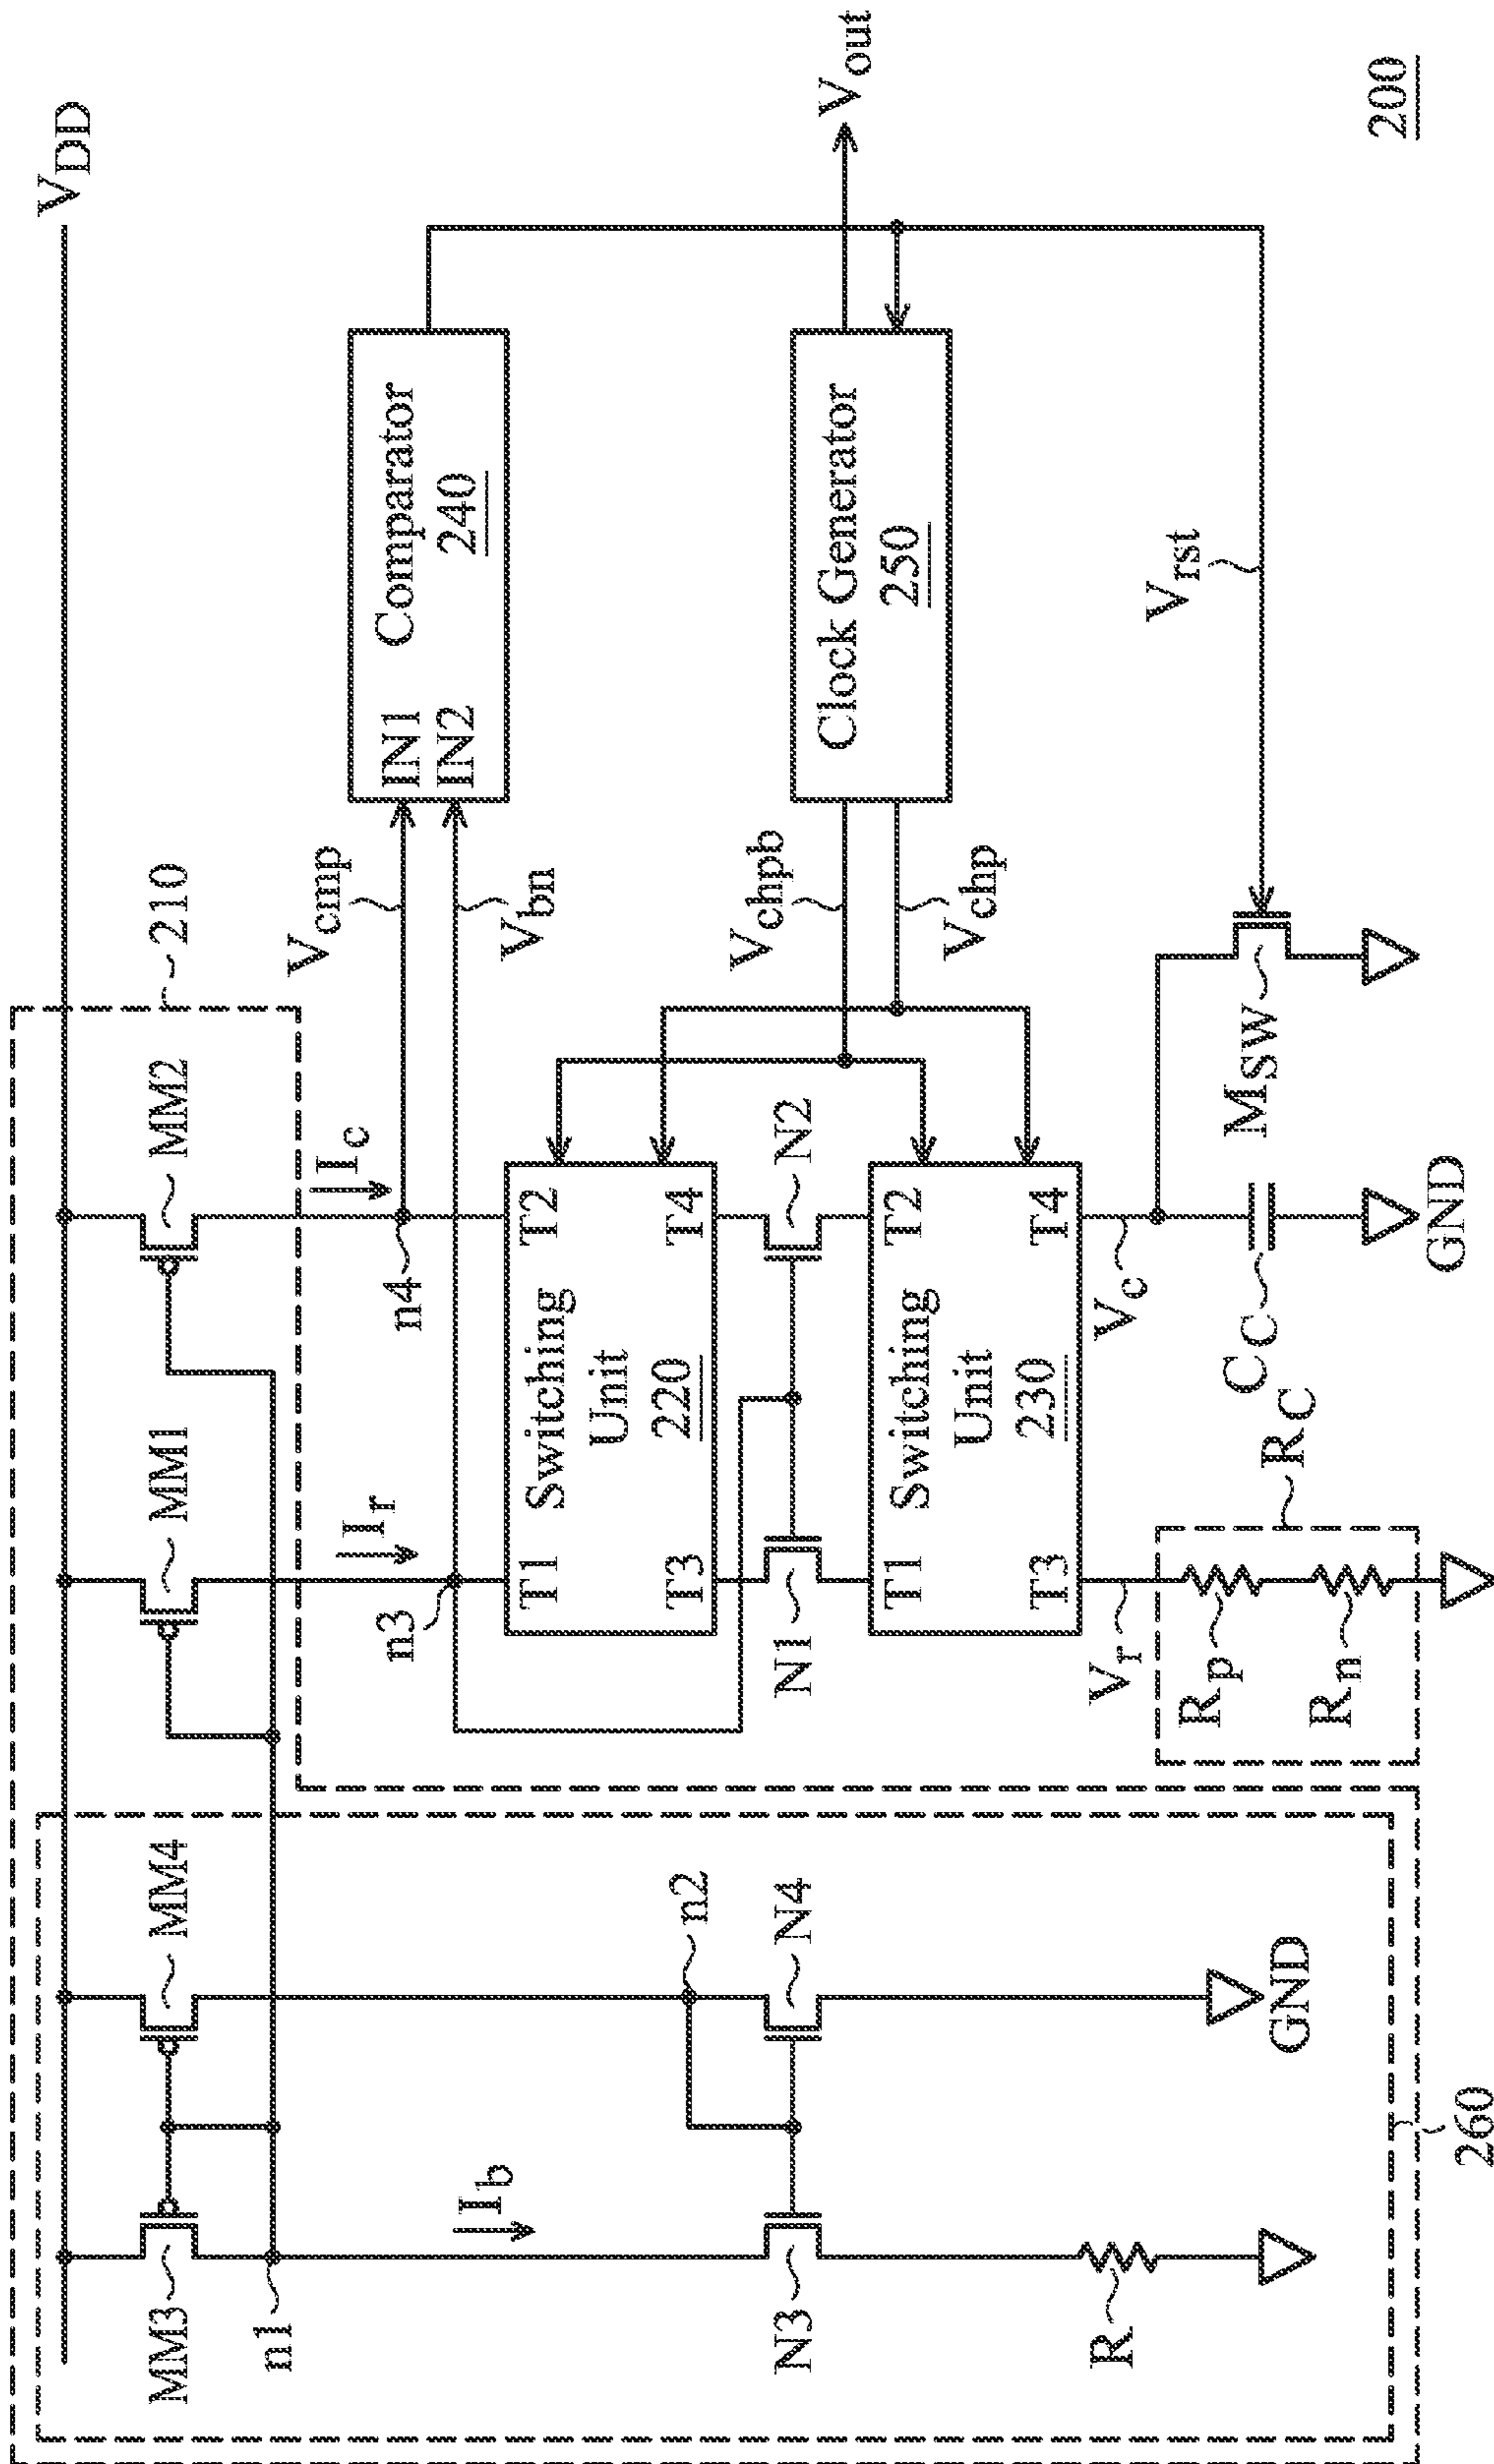 V_DD
210
MM3
MM4
MM1
MM2
n1
I_b
I_r
I_c
n3
n4
V_cmp
V_bn
IN1
IN2
Comparator
240
T1
T2
Switching
Unit
220
T3
T4
n2
N3
N4
N1
N2
V_chpb
V_chp
Clock Generator
250
V_out
T1
T2
Switching
Unit
230
T3
T4
V_r
V_c
V_rst
R
R_p
R_n
R_C
C_C
M_SW
GND
GND
260
200